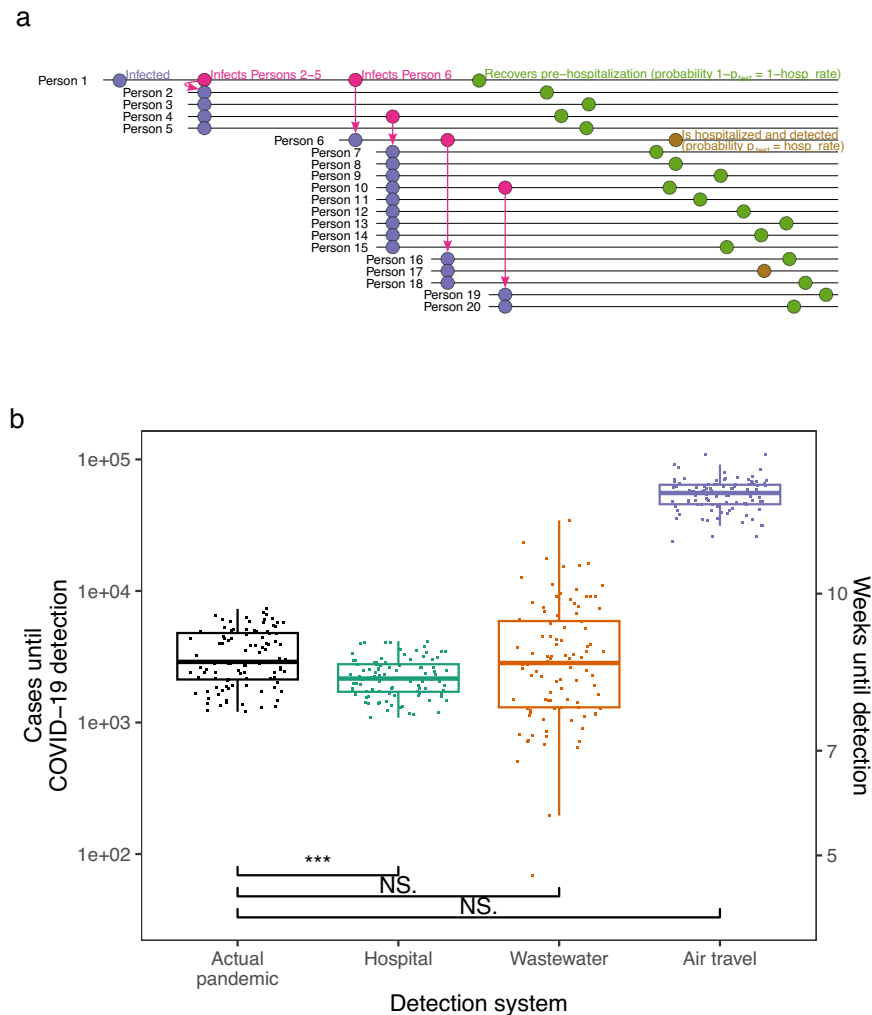 a
Person 1 Infected Infects Persons 2−5 Infects Person 6 Recovers pre−hospitalization (probability 1−p_test = 1−hosp_rate)
Person 2
Person 3
Person 4
Person 5
Person 6 Is hospitalized and detected
(probability p_test = hosp_rate)
Person 7
Person 8
Person 9
Person 10
Person 11
Person 12
Person 13
Person 14
Person 15
Person 16
Person 17
Person 18
Person 19
Person 20
b
Cases until
COVID−19 detection
1e+05
1e+04
1e+03
1e+02
Weeks until detection
10
7
5
***
NS.
NS.
Actual
pandemic
Hospital
Wastewater
Air travel
Detection system